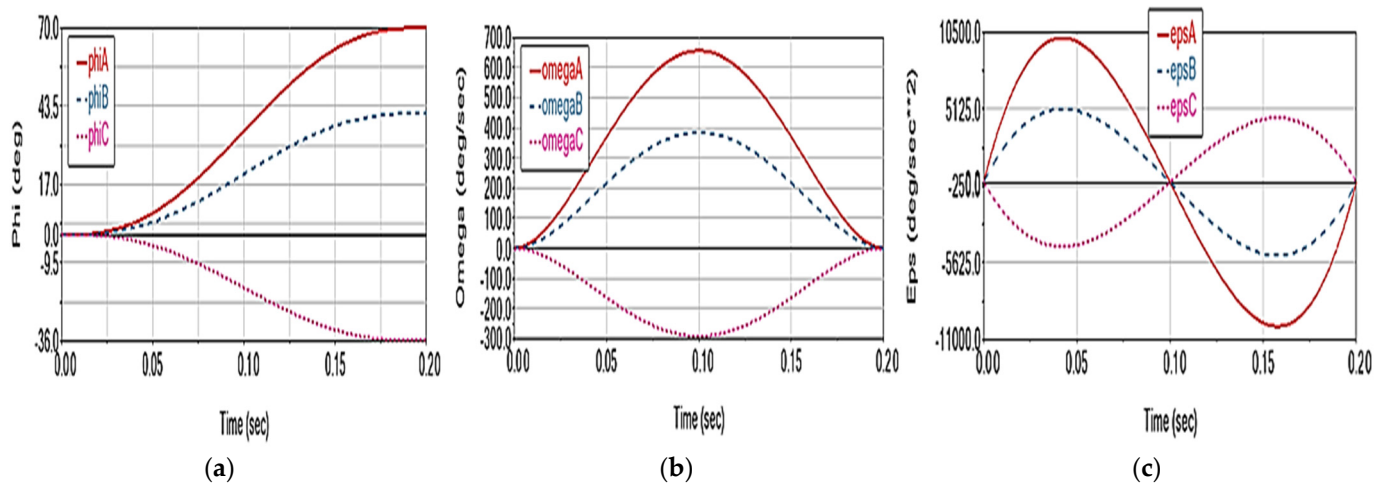 70.0
43.5
17.0
0.0
-9.5
-36.0
Phi (deg)
phiA
phiB
phiC
0.00 0.05 0.10 0.15 0.20
Time (sec)
(a)
700.0
600.0
500.0
400.0
300.0
200.0
100.0
0.0
-100.0
-200.0
-300.0
Omega (deg/sec)
omegaA
omegaB
omegaC
0.00 0.05 0.10 0.15 0.20
Time (sec)
(b)
10500.0
5125.0
-250.0
-5625.0
-11000.0
Eps (deg/sec**2)
epsA
epsB
epsC
0.00 0.05 0.10 0.15 0.20
Time (sec)
(c)